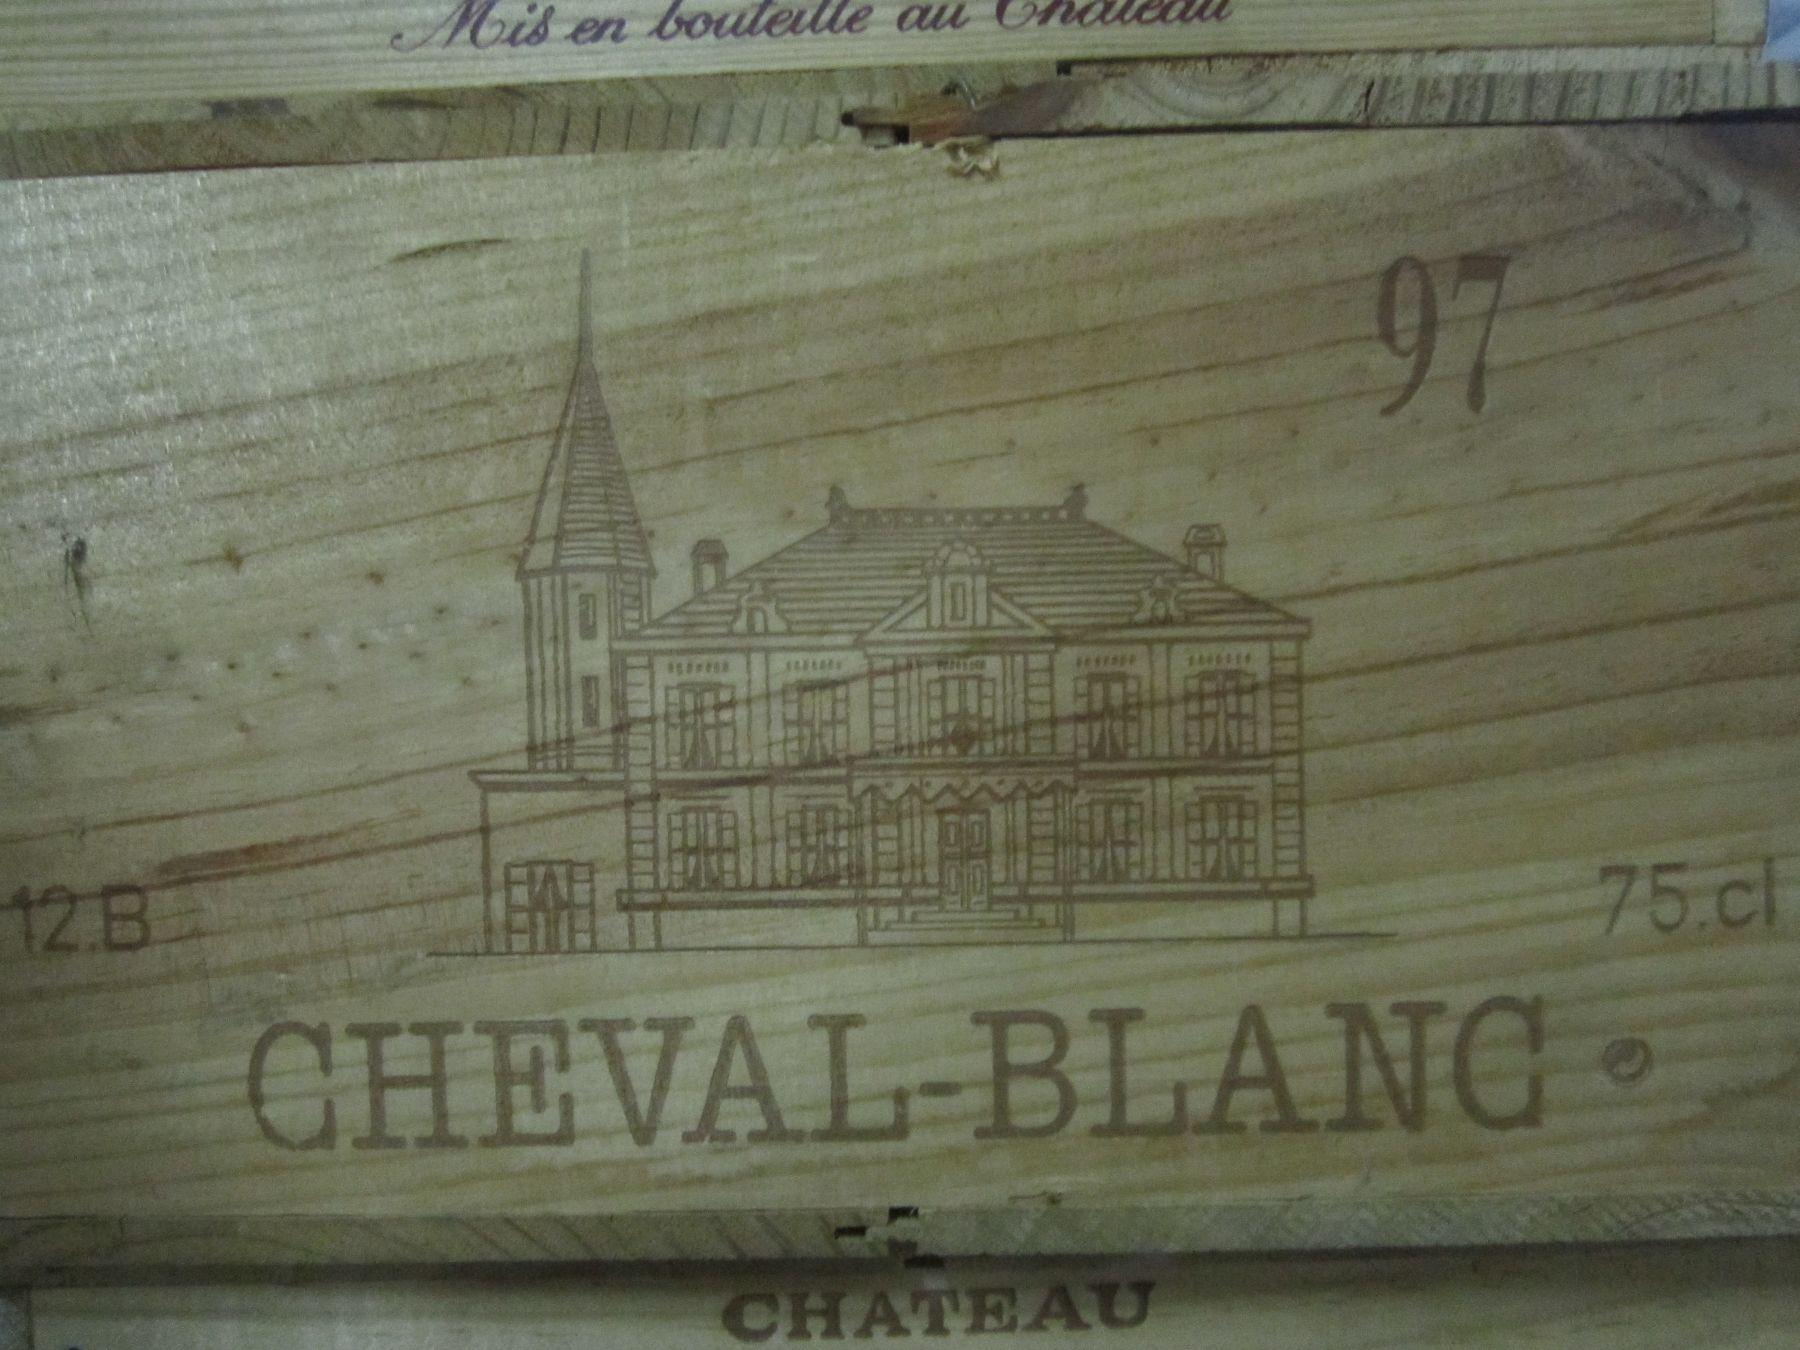 Mis en bouteille au Château
97
12.B
75.cl
CHEVAL-BLANC
CHATEAU